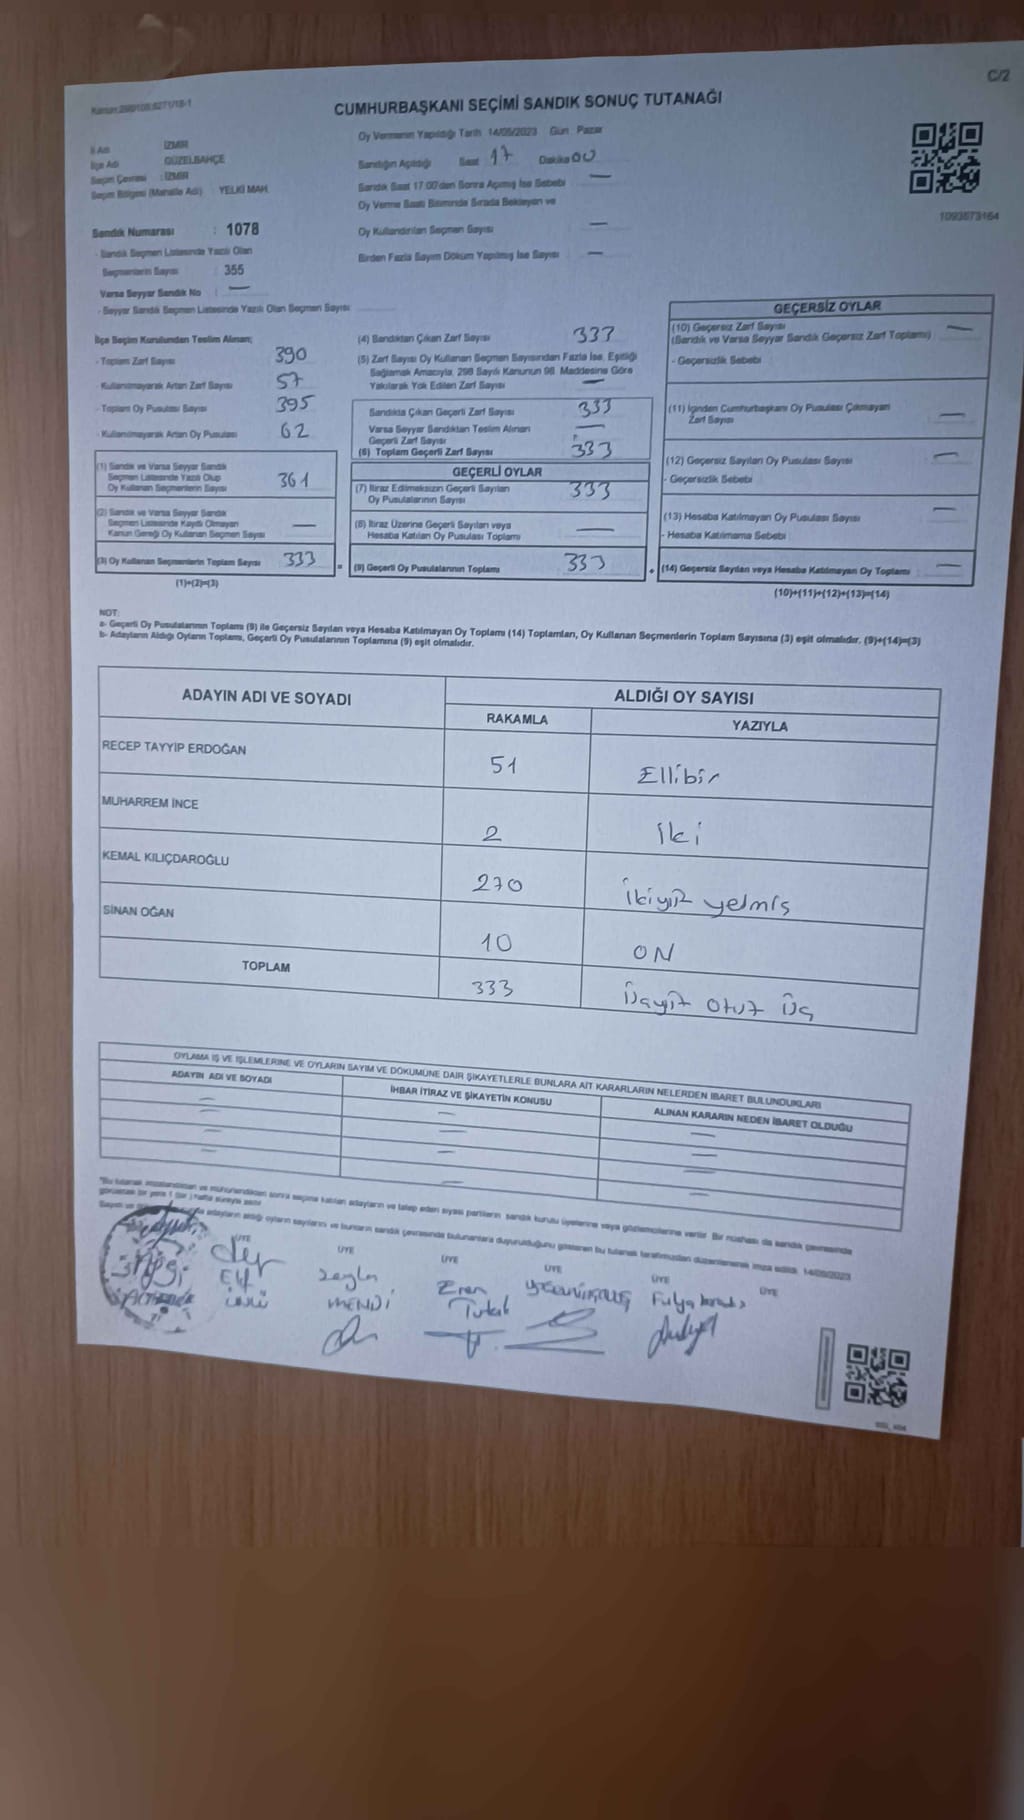 C/2
CUMHURBAŞKANI SEÇİMİ SANDIK SONUÇ TUTANAĞI
İl Adı : İZMİR
İlçe Adı : GÜZELBAHÇE
Seçim Çevresi : İZMİR
Seçim Bölgesi (Mahalle Adı) : YELKİ MAH.
Sandık Numarası : 1078
- Sandık Seçmen Listesinde Yazılı Olan
Seçmenlerin Sayısı : 355
Varsa Seyyar Sandık No : —
- Seyyar Sandık Seçmen Listesinde Yazılı Olan Seçmen Sayısı
Oy Vermenin Yapıldığı Tarih 14/05/2023 Gün Pazar
Sandığın Açıldığı Saat 17 Dakika 00
Sandık Saat 17.00'den Sonra Açılmış İse Sebebi —
Oy Verme Saati Bitiminde Sırada Bekleyen ve
Oy Kullandırılan Seçmen Sayısı —
Birden Fazla Sayım Döküm Yapılmış İse Sayısı —
1093573164
İlçe Seçim Kurulundan Teslim Alınan;
- Toplam Zarf Sayısı 390
- Kullanılmayarak Artan Zarf Sayısı 57
- Toplam Oy Pusulası Sayısı 395
- Kullanılmayarak Artan Oy Pusulası 62
(1) Sandık ve Varsa Seyyar Sandık
Seçmen Listesinde Yazılı Olup
Oy Kullanan Seçmenlerin Sayısı 361
(2) Sandık ve Varsa Seyyar Sandık
Seçmen Listesinde Kayıtlı Olmayan
Kanun Gereği Oy Kullanan Seçmen Sayısı —
(3) Oy Kullanan Seçmenlerin Toplam Sayısı 333 =
(1)+(2)=(3)
(4) Sandıktan Çıkan Zarf Sayısı 333
(5) Zarf Sayısı Oy Kullanan Seçmen Sayısından Fazla İse, Eşitliği
Sağlamak Amacıyla, 298 Sayılı Kanunun 98. Maddesine Göre
Yakılarak Yok Edilen Zarf Sayısı —
Sandıkta Çıkan Geçerli Zarf Sayısı 333
Varsa Seyyar Sandıktan Teslim Alınan
Geçerli Zarf Sayısı —
(6) Toplam Geçerli Zarf Sayısı 333
GEÇERLİ OYLAR
(7) İtiraz Edilmeksizin Geçerli Sayılan
Oy Pusulalarının Sayısı 333
(8) İtiraz Üzerine Geçerli Sayılan veya
Hesaba Katılan Oy Pusulası Toplamı —
(9) Geçerli Oy Pusulalarının Toplamı 333 +
GEÇERSİZ OYLAR
(10) Geçersiz Zarf Sayısı
(Sandık ve Varsa Seyyar Sandık Geçersiz Zarf Toplamı) —
- Geçersizlik Sebebi
(11) İçinden Cumhurbaşkanı Oy Pusulası Çıkmayan
Zarf Sayısı —
(12) Geçersiz Sayılan Oy Pusulası Sayısı —
- Geçersizlik Sebebi
(13) Hesaba Katılmayan Oy Pusulası Sayısı —
- Hesaba Katılmama Sebebi
(14) Geçersiz Sayılan veya Hesaba Katılmayan Oy Toplamı —
(10)+(11)+(12)+(13)=(14)
NOT:
a- Geçerli Oy Pusulalarının Toplamı (9) ile Geçersiz Sayılan veya Hesaba Katılmayan Oy Toplamı (14) Toplamları, Oy Kullanan Seçmenlerin Toplam Sayısına (3) eşit olmalıdır. (9)+(14)=(3)
b- Adayların Aldığı Oyların Toplamı, Geçerli Oy Pusulalarının Toplamına (9) eşit olmalıdır.
ADAYIN ADI VE SOYADI
ALDIĞI OY SAYISI
RAKAMLA YAZIYLA
RECEP TAYYİP ERDOĞAN 51 Ellibir
MUHARREM İNCE 2 iki
KEMAL KILIÇDAROĞLU 270 ikiyüz yetmiş
SİNAN OĞAN 10 ON
TOPLAM 333 Üçyüz otuz üç
OYLAMA İŞ VE İŞLEMLERİNE VE OYLARIN SAYIM VE DÖKÜMÜNE DAİR ŞİKAYETLERLE BUNLARA AİT KARARLARIN NELERDEN İBARET BULUNDUKLARI
ADAYIN ADI VE SOYADI
İHBAR İTİRAZ VE ŞİKAYETİN KONUSU
ALINAN KARARIN NEDEN İBARET OLDUĞU
ÜYE ÜYE ÜYE ÜYE ÜYE ÜYE
Elif
Zeynep MENDİ
Eren
Fulya